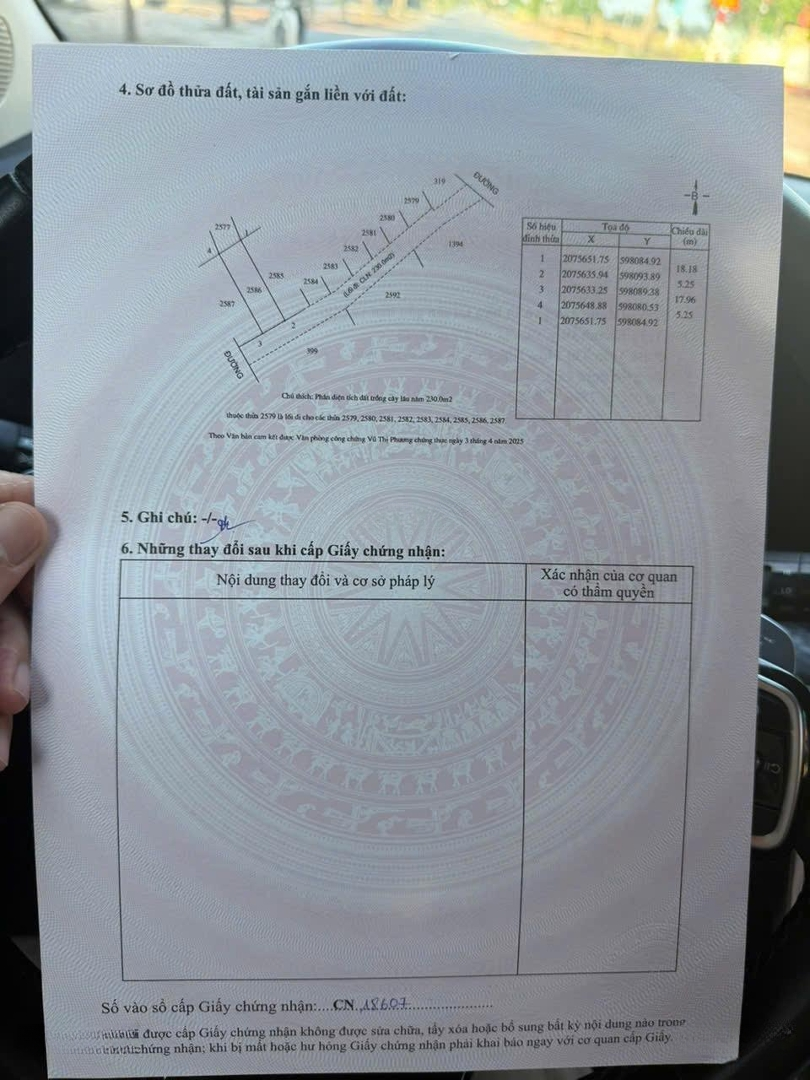 4. Sơ đồ thửa đất, tài sản gắn liền với đất:
ĐƯỜNG
319
2579
2577
2580
-B-
4
1
2581
1394
2582
(Lối đi: CLN: 230.0m2)
2583
2585
2584
2586
2592
2587
2
3
399
ĐƯỜNG
Số hiệu đỉnh thửa Tọa độ Chiều dài (m)
X Y
1 2075651.75 598084.92
18.18
2 2075635.94 598093.89
5.25
3 2075633.25 598089.38
17.96
4 2075648.88 598080.53
5.25
1 2075651.75 598084.92
Chú thích: Phần diện tích đất trồng cây lâu năm 230.0m2
thuộc thửa 2579 là lối đi cho các thửa 2579, 2580, 2581, 2582, 2583, 2584, 2585, 2586, 2587
Theo Văn bản cam kết được Văn phòng công chứng Vũ Thị Phương chứng thực ngày 3 tháng 4 năm 2025
5. Ghi chú: -/-
6. Những thay đổi sau khi cấp Giấy chứng nhận:
Nội dung thay đổi và cơ sở pháp lý
Xác nhận của cơ quan
có thẩm quyền
Số vào sổ cấp Giấy chứng nhận:....CN 18607
được cấp Giấy chứng nhận không được sửa chữa, tẩy xóa hoặc bổ sung bất kỳ nội dung nào trong
chứng nhận; khi bị mất hoặc hư hỏng Giấy chứng nhận phải khai báo ngay với cơ quan cấp Giấy.